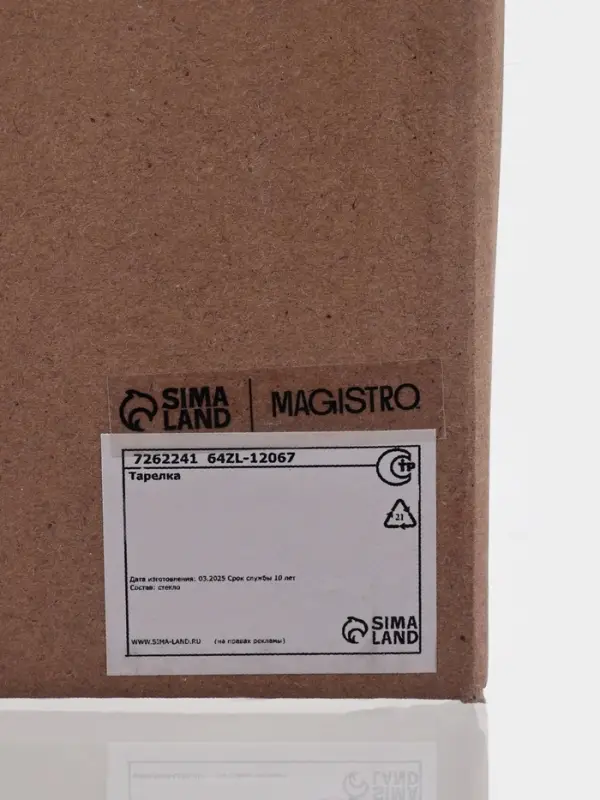 SIMA LAND | MAGISTRO
7262241 64ZL-12067
Тарелка
СТР
21
Дата изготовления: 03.2025 Срок службы 10 лет
Состав: стекло
WWW.SIMA-LAND.RU (на правах рекламы)
SIMA
LAND